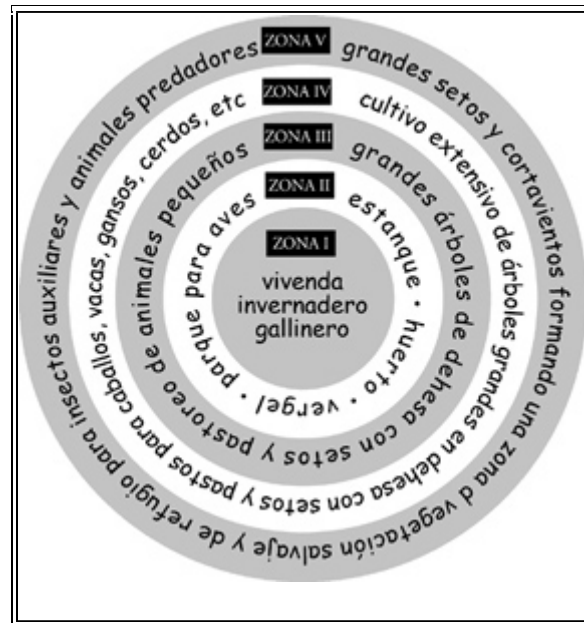 ZONA V
grandes setos y cortavientos formando una zona d vegetación salvaje y de refugio para insectos auxiliares y animales predadores
ZONA IV
cultivo extensivo de árboles grandes en dehesa con setos y pastos para caballos, vacas, gansos, cerdos, etc
ZONA III
grandes árboles de dehesa con setos y pastoreo de animales pequeños
ZONA II
estanque · huerto · vergel · parque para aves
ZONA I
vivenda
invernadero
gallinero